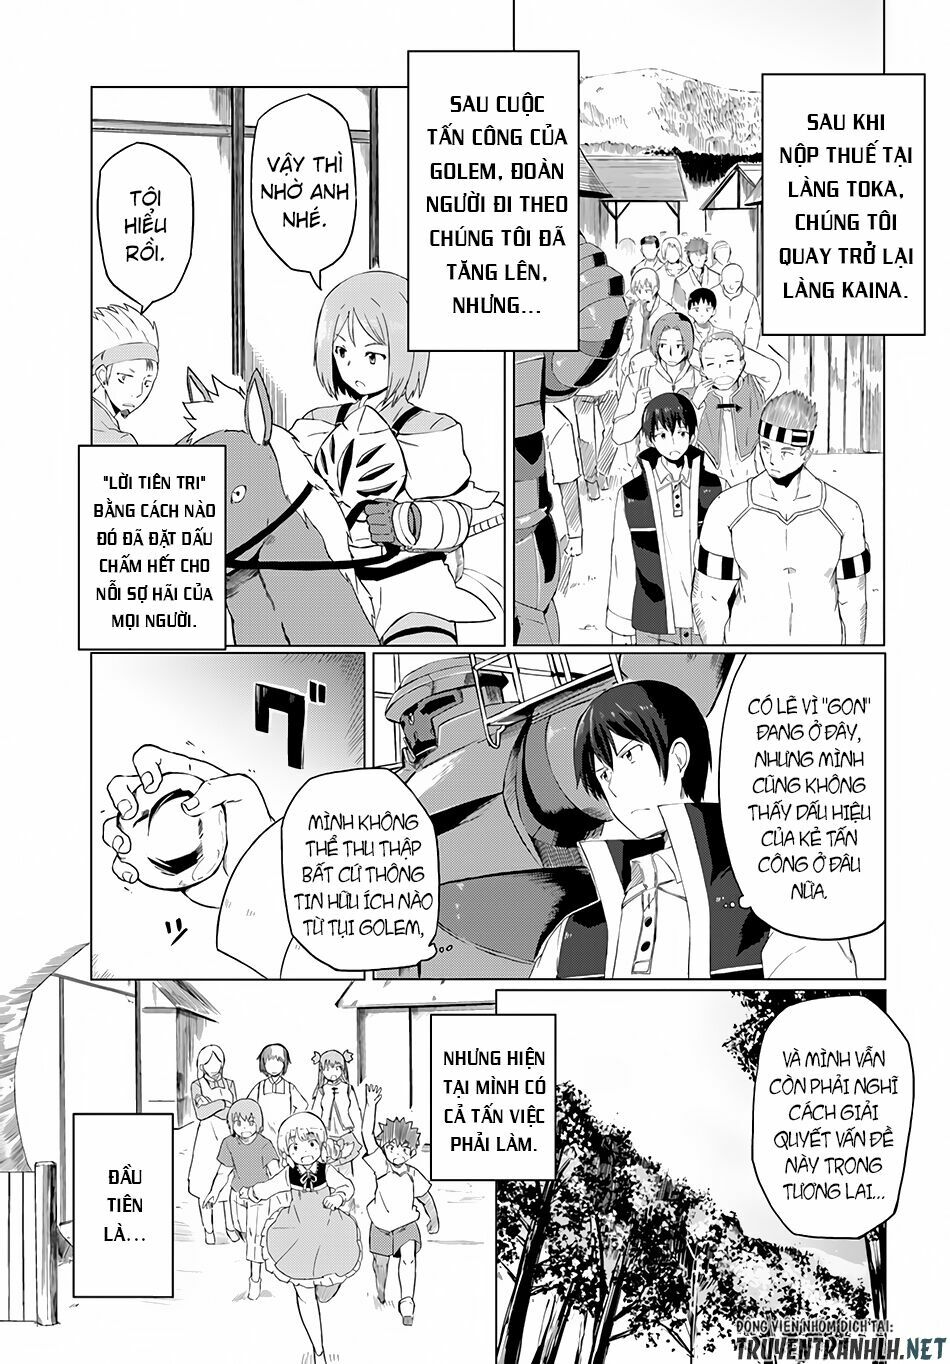 SAU KHI
NỘP THUẾ TẠI
LÀNG TOKA,
CHÚNG TÔI
QUAY TRỞ LẠI
LÀNG KAINA.
SAU CUỘC
TẤN CÔNG CỦA
GOLEM, ĐOÀN
NGƯỜI ĐI THEO
CHÚNG TÔI ĐÃ
TĂNG LÊN,
NHƯNG...
VẬY THÌ
NHỜ ANH
NHÉ.
TÔI
HIỂU
RỒI.
"LỜI TIÊN TRI"
BẰNG CÁCH NÀO
ĐÓ ĐÃ ĐẶT DẤU
CHẤM HẾT CHO
NỖI SỢ HÃI CỦA
MỌI NGƯỜI.
CÓ LẼ VÌ "GON"
ĐANG Ở ĐÂY,
NHƯNG MÌNH
CŨNG KHÔNG
THẤY DẤU HIỆU
CỦA KẺ TẤN
CÔNG Ở ĐÂU
NỮA.
MÌNH KHÔNG
THỂ THU THẬP
BẤT CỨ THÔNG
TIN HỮU ÍCH NÀO
TỪ TỤI GOLEM,
グッ
VÀ MÌNH VẪN
CÒN PHẢI NGHĨ
CÁCH GIẢI
QUYẾT VẤN ĐỀ
NÀY TRONG
TƯƠNG LAI...
NHƯNG HIỆN
TẠI MÌNH CÓ
CẢ TẤN VIỆC
PHẢI LÀM.
ĐẦU
TIÊN
LÀ...
ĐỘNG VIÊN NHÓM DỊCH TẠI:
TRUYENTRANHLH.NET